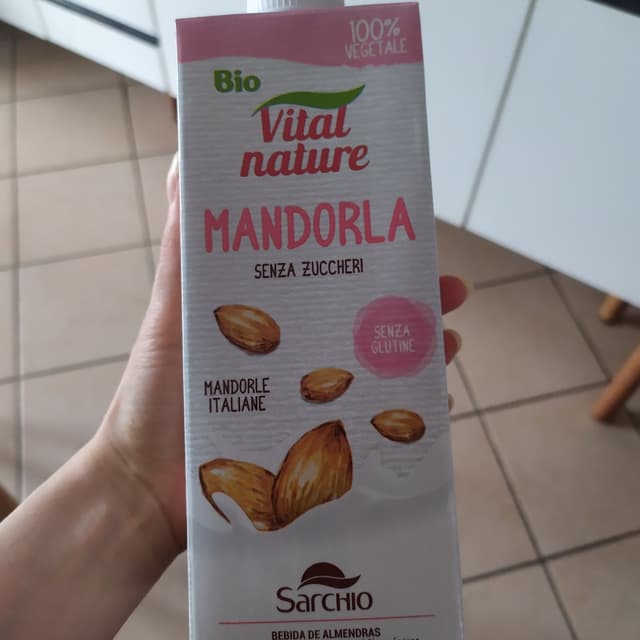 100%
VEGETALE
Bio
Vital
nature
MANDORLA
SENZA ZUCCHERI
SENZA
GLUTINE
MANDORLE
ITALIANE
SARCHIO
BEBIDA DE ALMENDRAS